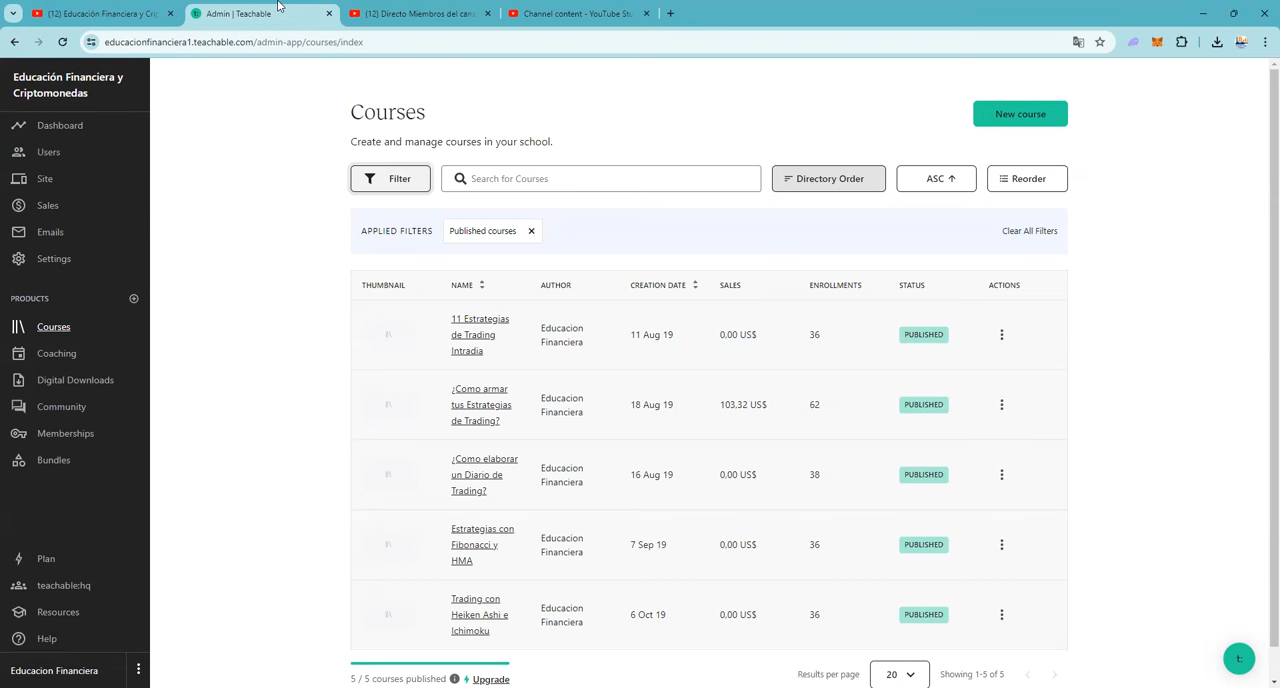 (12) Educación Financiera y Crip
Admin | Teachable
(12) Directo Miembros del cana
Channel content - YouTube Stu
educacionfinanciera1.teachable.com/admin-app/courses/index
Educación Financiera y
Criptomonedas
Dashboard
Users
Site
Sales
Emails
Settings
PRODUCTS
Courses
Coaching
Digital Downloads
Community
Memberships
Bundles
Plan
teachable:hq
Resources
Help
Educacion Financiera
Courses
New course
Create and manage courses in your school.
Filter
Search for Courses
Directory Order
ASC
Reorder
APPLIED FILTERS
Published courses
Clear All Filters
THUMBNAIL NAME AUTHOR CREATION DATE SALES ENROLLMENTS STATUS ACTIONS
11 Estrategias
de Trading
Intradia
Educacion
Financiera
11 Aug 19
0,00 US$
36
PUBLISHED
¿Como armar
tus Estrategias
de Trading?
Educacion
Financiera
18 Aug 19
103,32 US$
62
PUBLISHED
¿Como elaborar
un Diario de
Trading?
Educacion
Financiera
16 Aug 19
0,00 US$
38
PUBLISHED
Estrategias con
Fibonacci y
HMA
Educacion
Financiera
7 Sep 19
0,00 US$
36
PUBLISHED
Trading con
Heiken Ashi e
Ichimoku
Educacion
Financiera
6 Oct 19
0,00 US$
36
PUBLISHED
5 / 5 courses published
Upgrade
Results per page
20
Showing 1-5 of 5
t: